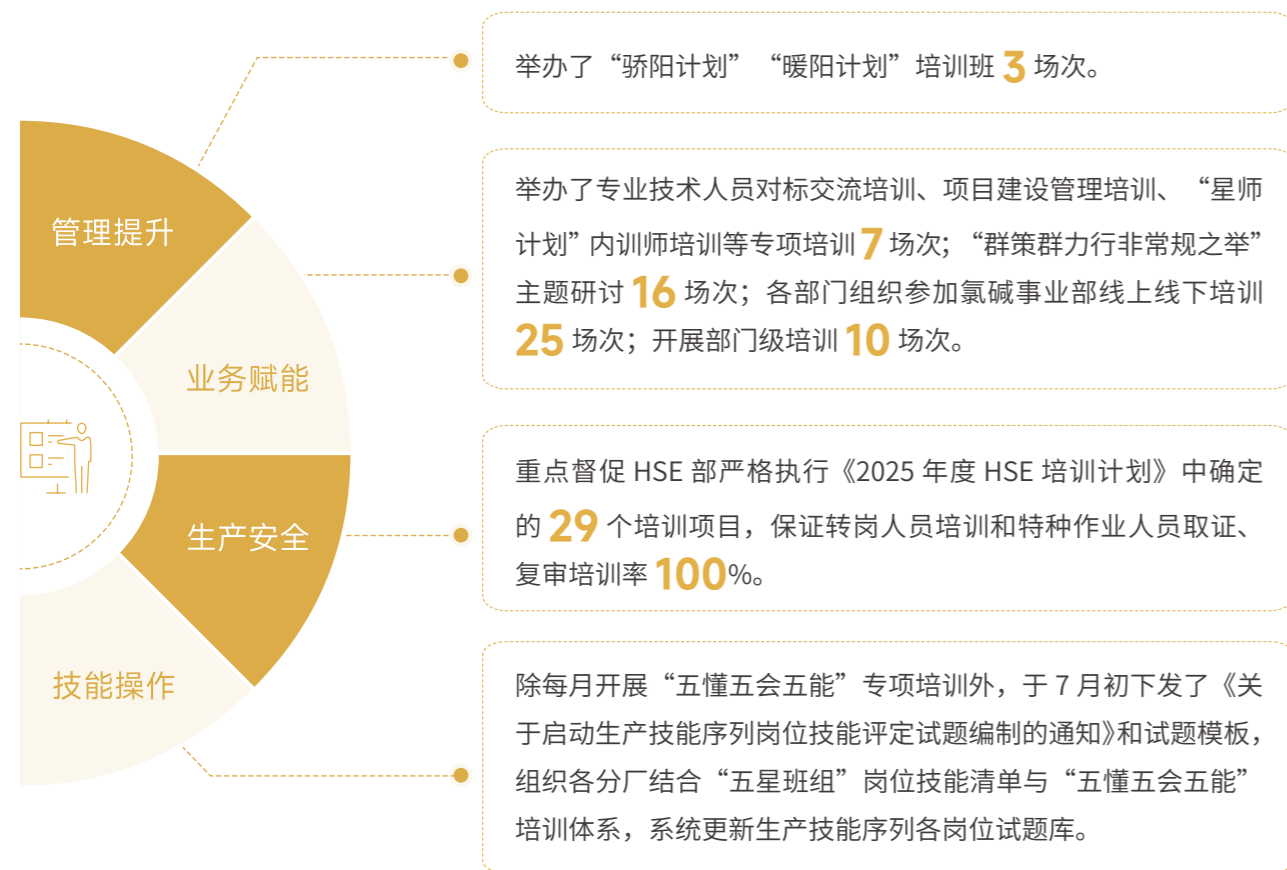 管理提升
举办了“骄阳计划”“暖阳计划”培训班 3 场次。
业务赋能
举办了专业技术人员对标交流培训、项目建设管理培训、“星师
计划”内训师培训等专项培训 7 场次；“群策群力行非常规之举”
主题研讨 16 场次；各部门组织参加氯碱事业部线上线下培训
25 场次；开展部门级培训 10 场次。
生产安全
重点督促 HSE 部严格执行《2025 年度 HSE 培训计划》中确定
的 29 个培训项目，保证转岗人员培训和特种作业人员取证、
复审培训率 100%。
技能操作
除每月开展“五懂五会五能”专项培训外，于 7 月初下发了《关
于启动生产技能序列岗位技能评定试题编制的通知》和试题模板，
组织各分厂结合“五星班组”岗位技能清单与“五懂五会五能”
培训体系，系统更新生产技能序列各岗位试题库。